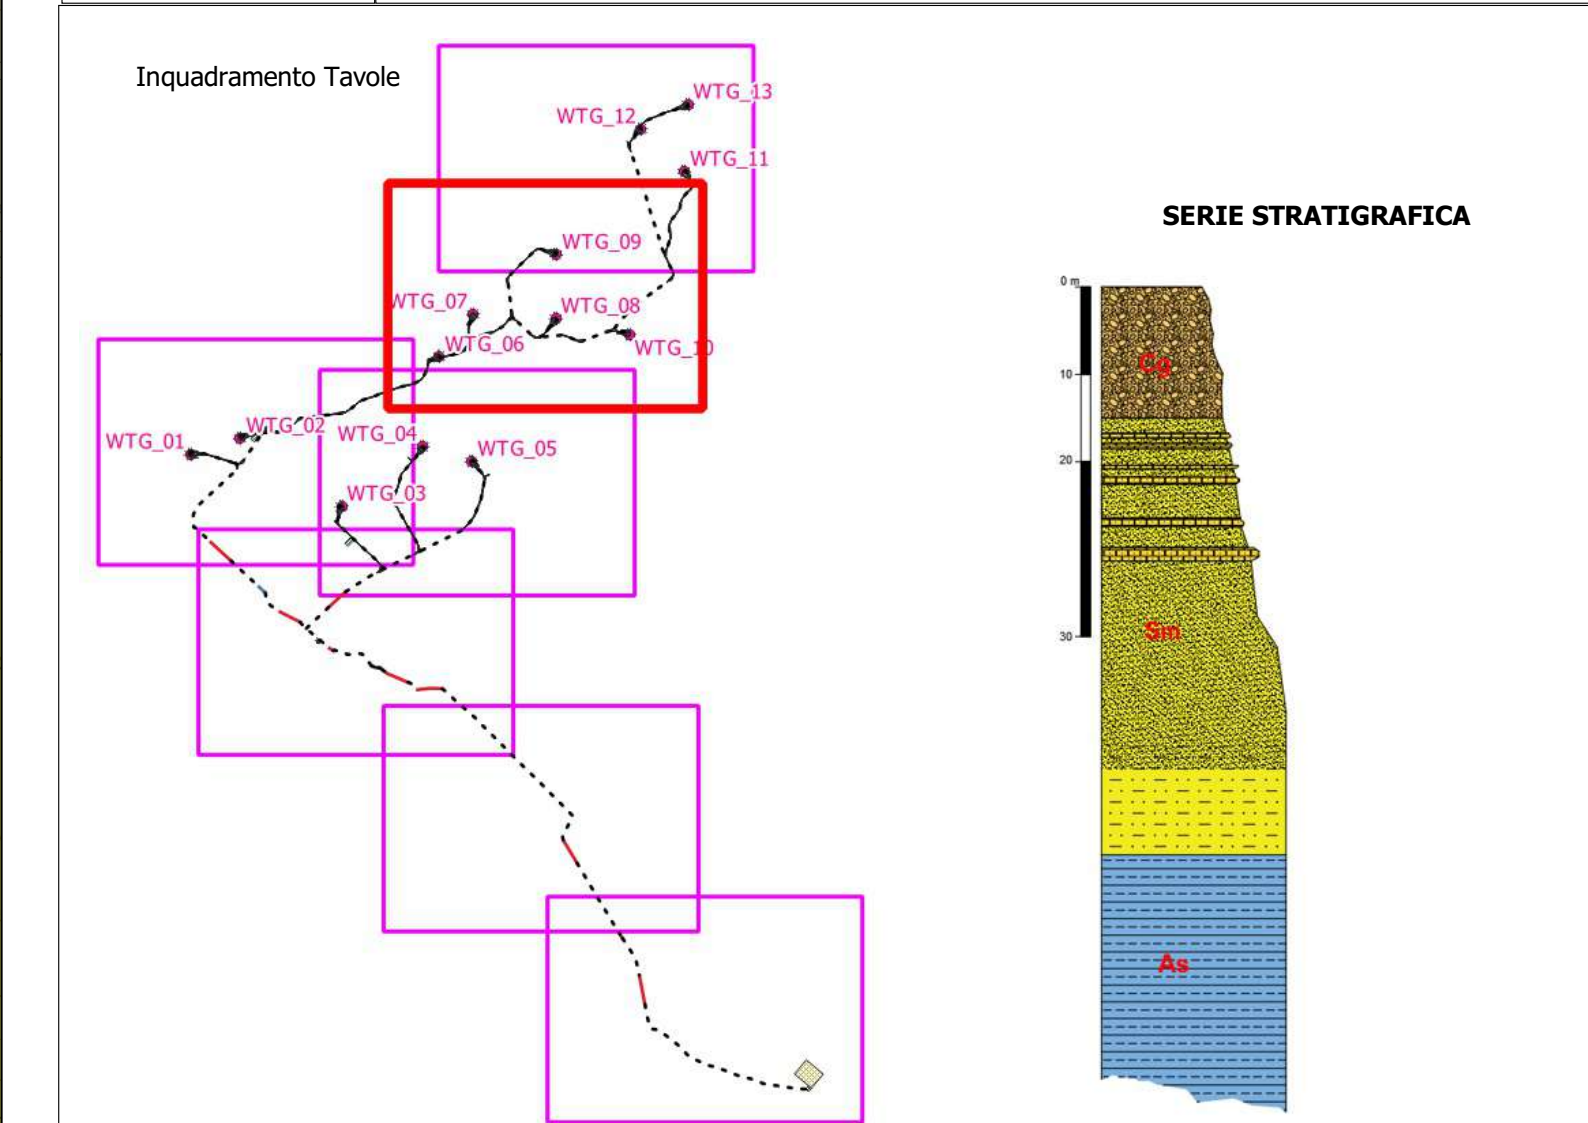 Inquadramento Tavole
WTG_13
WTG_12
WTG_11
WTG_09
WTG_07
WTG_08
WTG_06
WTG_10
WTG_02
WTG_04
WTG_01
WTG_05
WTG_03
SERIE STRATIGRAFICA
0 m
Cg
10
20
Sm
30
As